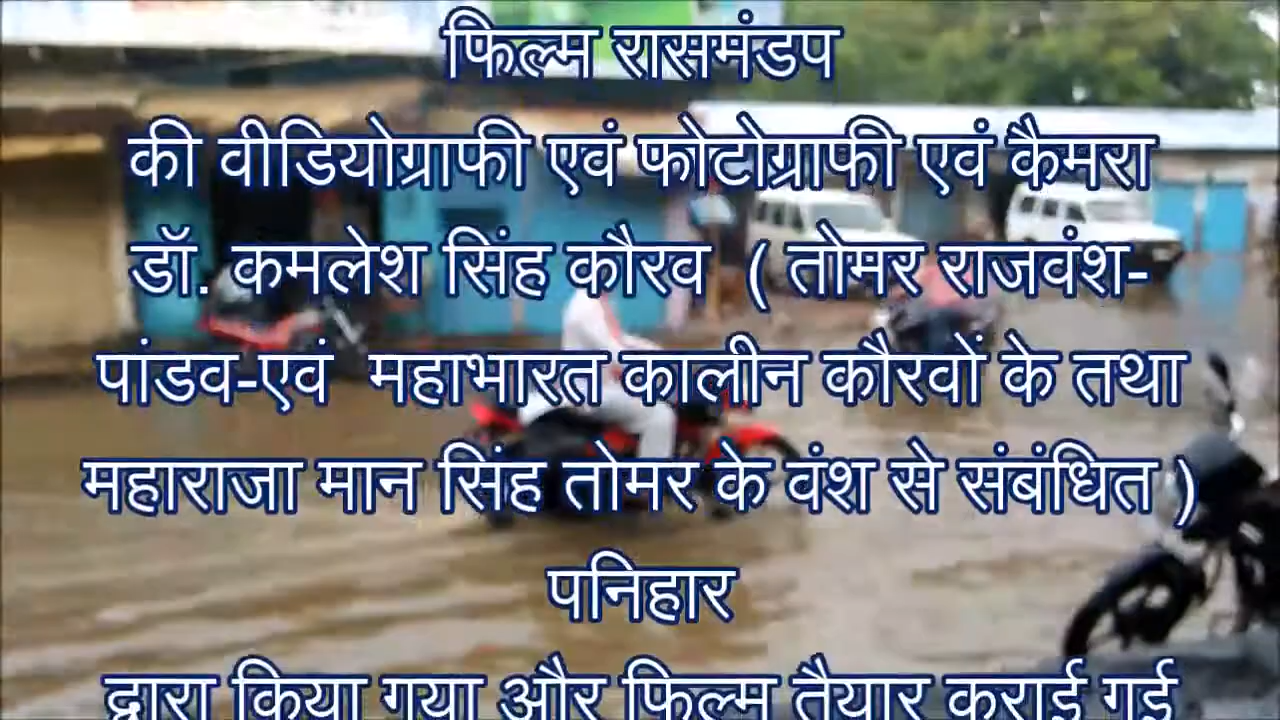 फिल्म रासमंडप
की वीडियोग्राफी एवं फोटोग्राफी एवं कैमरा
डॉ. कमलेश सिंह कौरव ( तोमर राजवंश-
पांडव-एवं महाभारत कालीन कौरवों के तथा
महाराजा मान सिंह तोमर के वंश से संबंधित )
पनिहार
द्वारा किया गया और फिल्म तैयार कराई गई